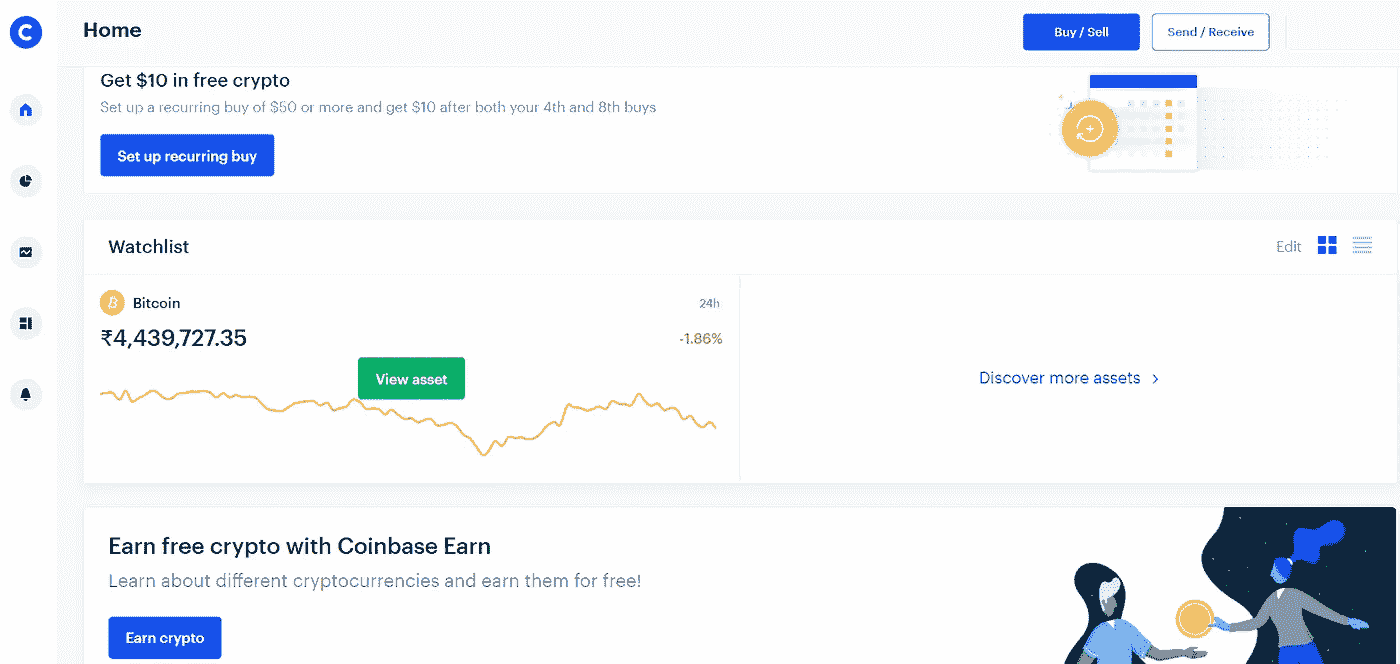 C
Home
Buy / Sell
Send / Receive
Get $10 in free crypto
Set up a recurring buy of $50 or more and get $10 after both your 4th and 8th buys
Set up recurring buy
Watchlist
Edit
Bitcoin
24h
₹4,439,727.35
-1.86%
View asset
Discover more assets >
Earn free crypto with Coinbase Earn
Learn about different cryptocurrencies and earn them for free!
Earn crypto